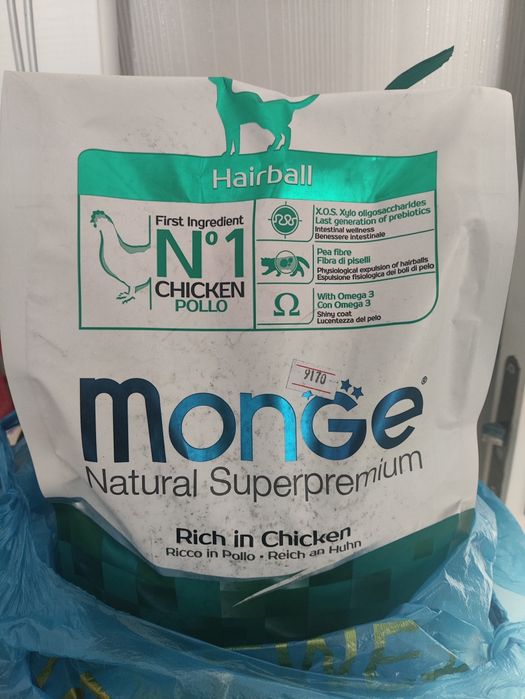 Hairball
First Ingredient
N°1
CHICKEN
POLLO
X.O.S. Xylo oligosaccharides
Last generation of prebiotics
Intestinal wellness
Benessere intestinale
Pea fibre
Fibra di piselli
Physiological expulsion of hairballs
Espulsione fisiologica dei boli di pelo
Ω
With Omega 3
Con Omega 3
Shiny coat
Lucentezza del pelo
9170
monGe®
Natural Superpremium
Rich in Chicken
Ricco in Pollo • Reich an Huhn